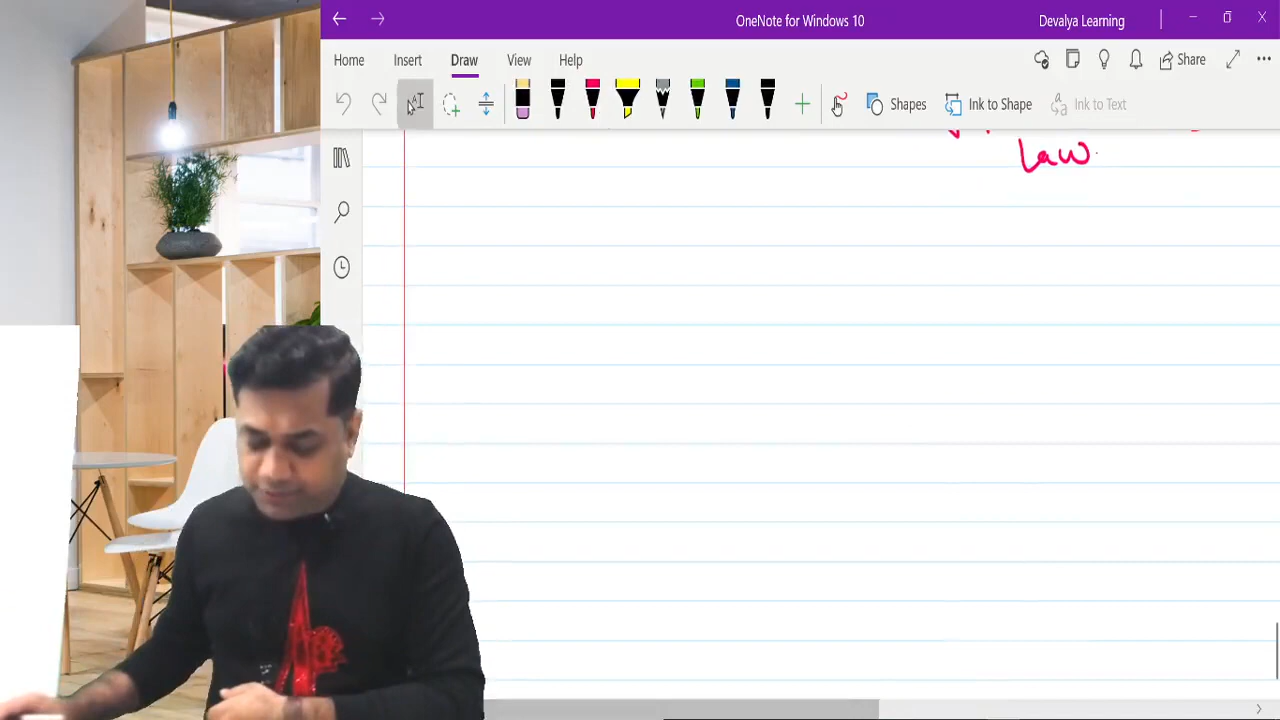 OneNote for Windows 10
Devalya Learning
Home
Insert
Draw
View
Help
Share
Shapes
Ink to Shape
Ink to Text
Law